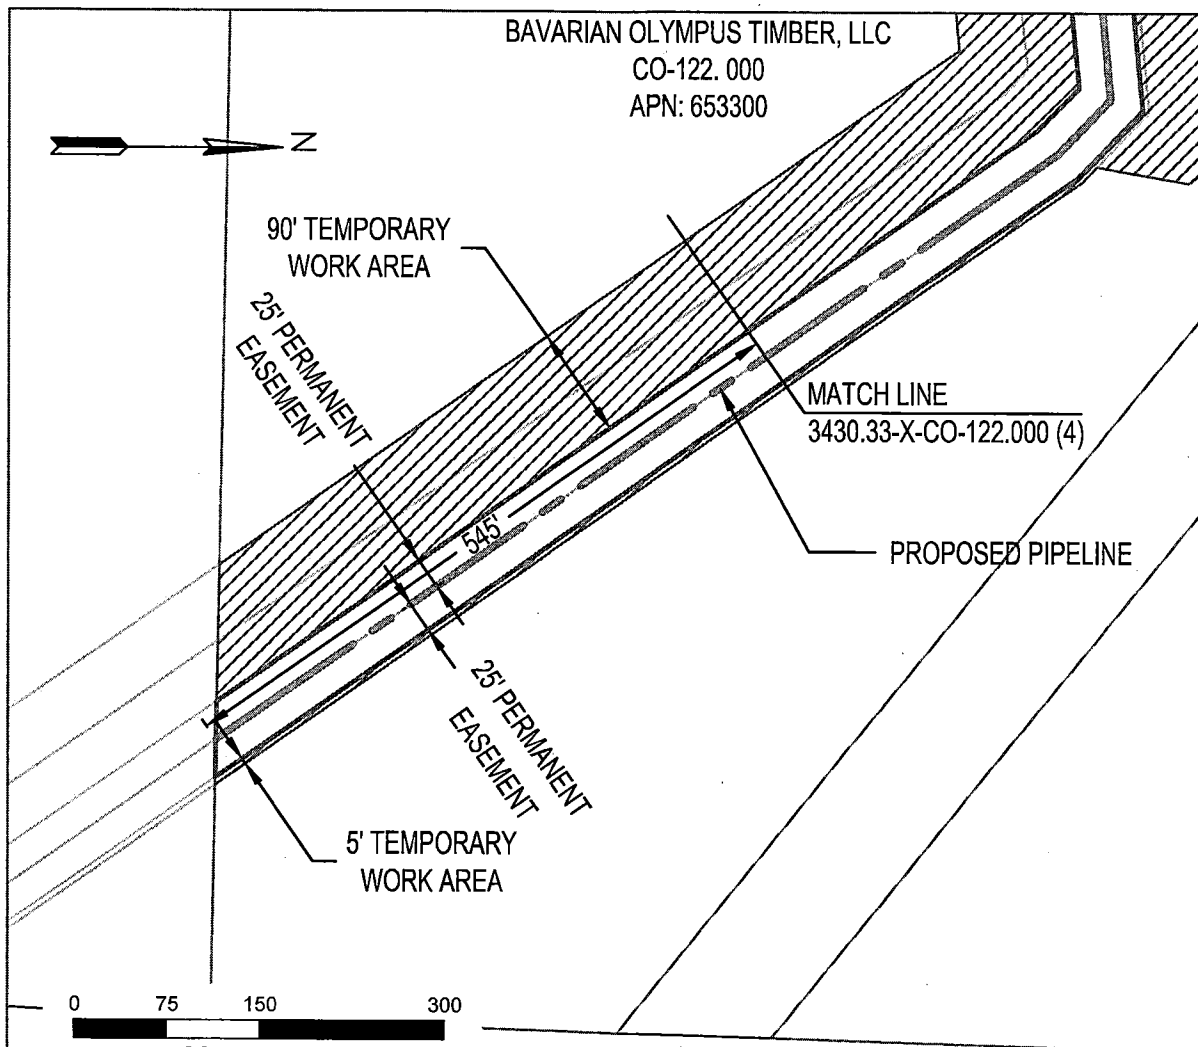 BAVARIAN OLYMPUS TIMBER, LLC
CO-122. 000
APN: 653300
N
90' TEMPORARY
WORK AREA
25' PERMANENT
EASEMENT
MATCH LINE
3430.33-X-CO-122.000 (4)
545'
PROPOSED PIPELINE
25' PERMANENT
EASEMENT
5' TEMPORARY
WORK AREA
0 75 150 300